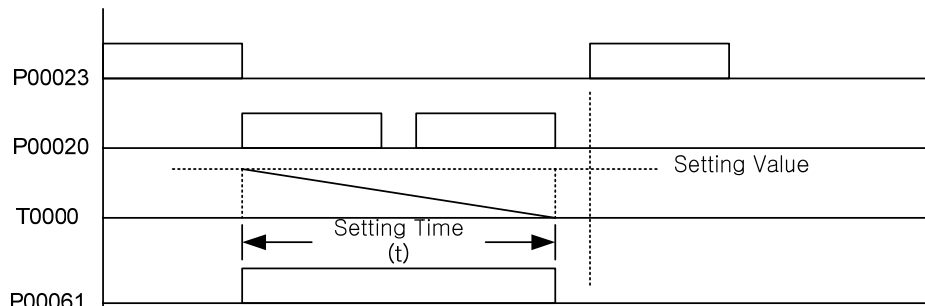 P00023
P00020
Setting Value
T0000
Setting Time
(t)
P00061